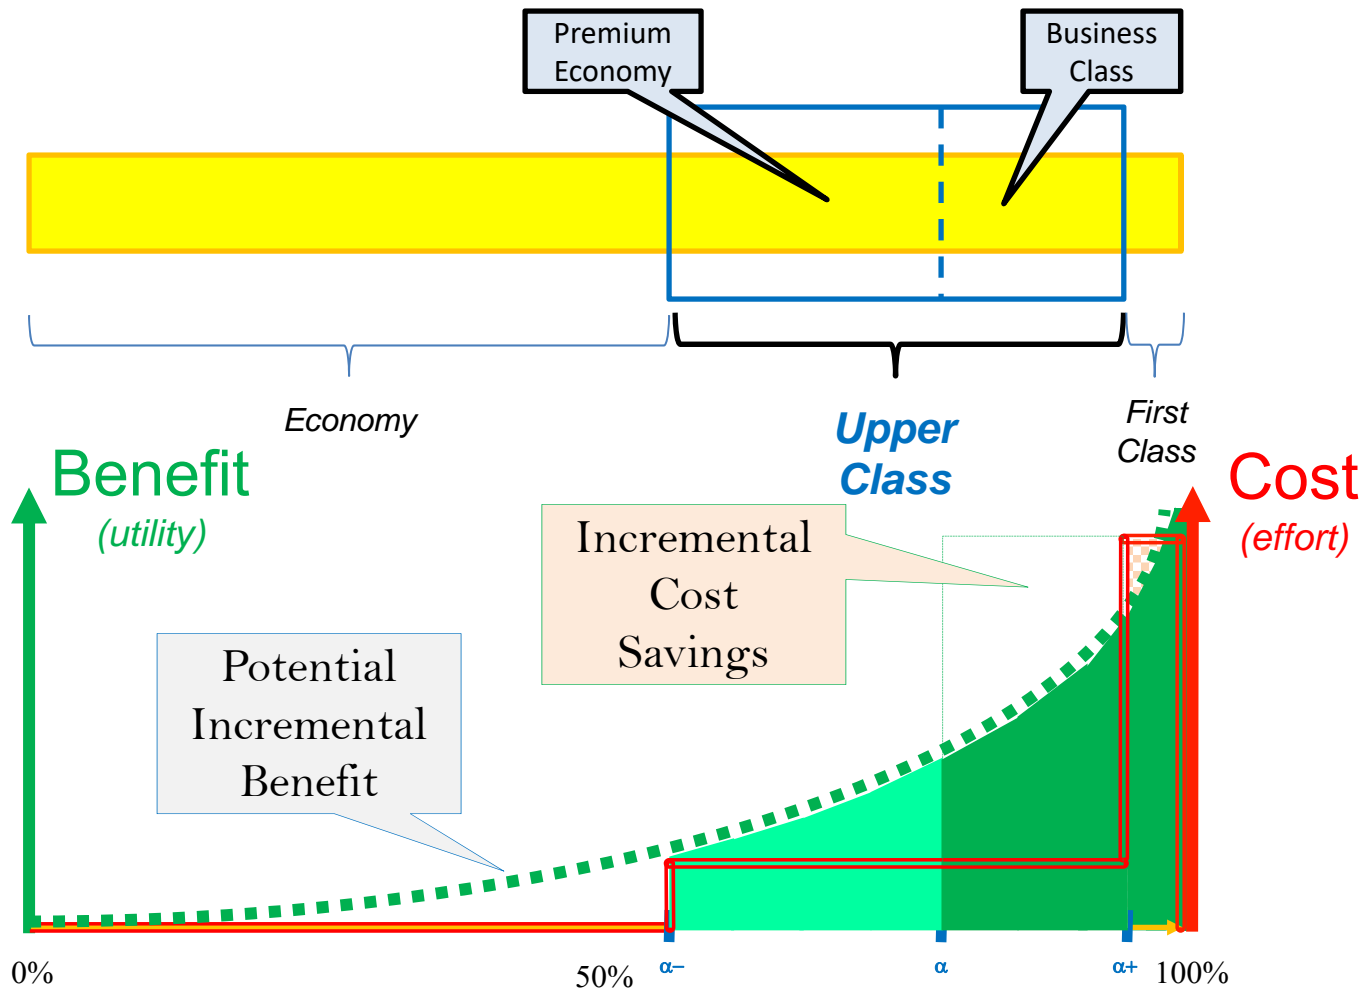 Premium
Economy
Business
Class
Economy
Upper
Class
First
Class
Benefit
(utility)
Cost
(effort)
Incremental
Cost
Savings
Potential
Incremental
Benefit
0%
50%
α−
α
α+
100%